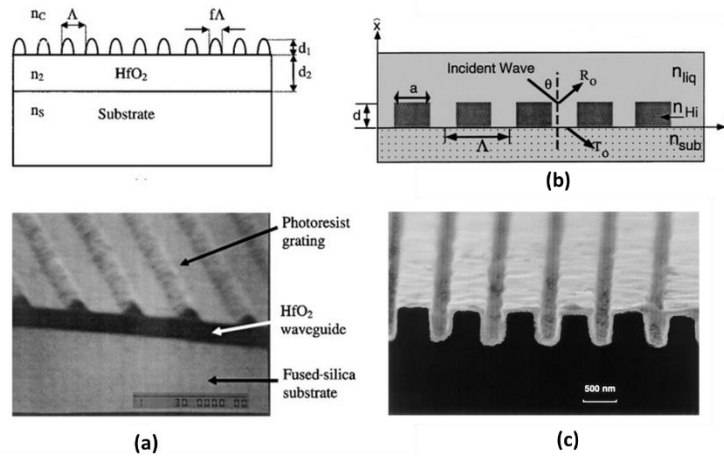 n_C Λ fΛ
d_1
n_2 HfO_2 d_2
n_S Substrate
x̂
Incident Wave θ R_o n_liq
a
d n_Hi
Λ T_o n_sub
(b)
Photoresist
grating
HfO_2
waveguide
Fused-silica
substrate
500 nm
(a)
(c)